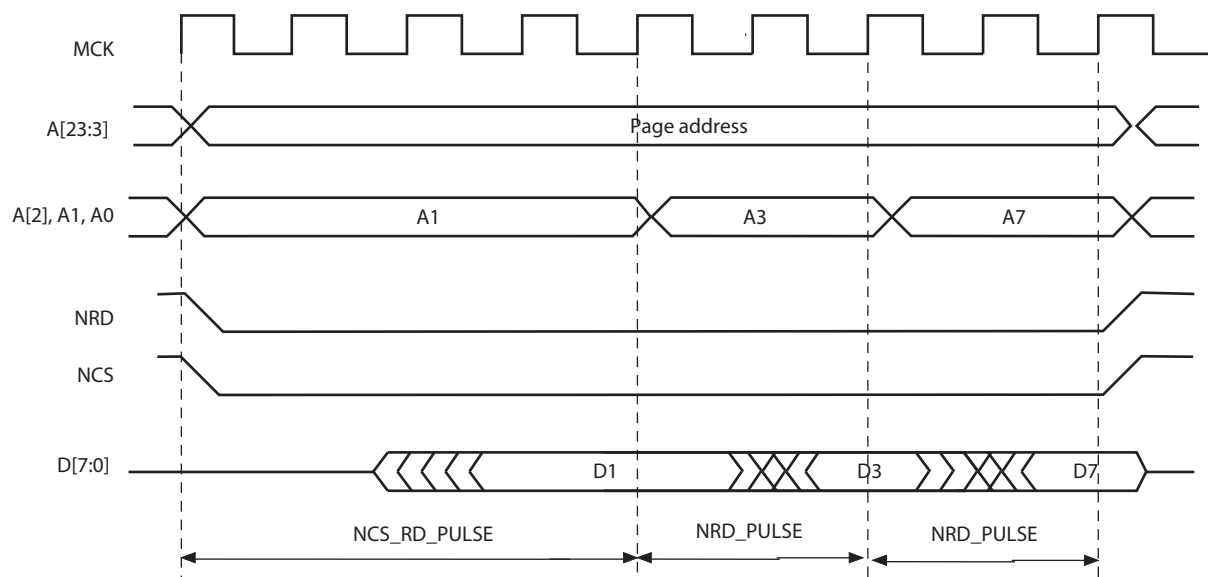 MCK
A[23:3]
Page address
A[2], A1, A0
A1
A3
A7
NRD
NCS
D[7:0]
D1
D3
D7
NCS_RD_PULSE
NRD_PULSE
NRD_PULSE